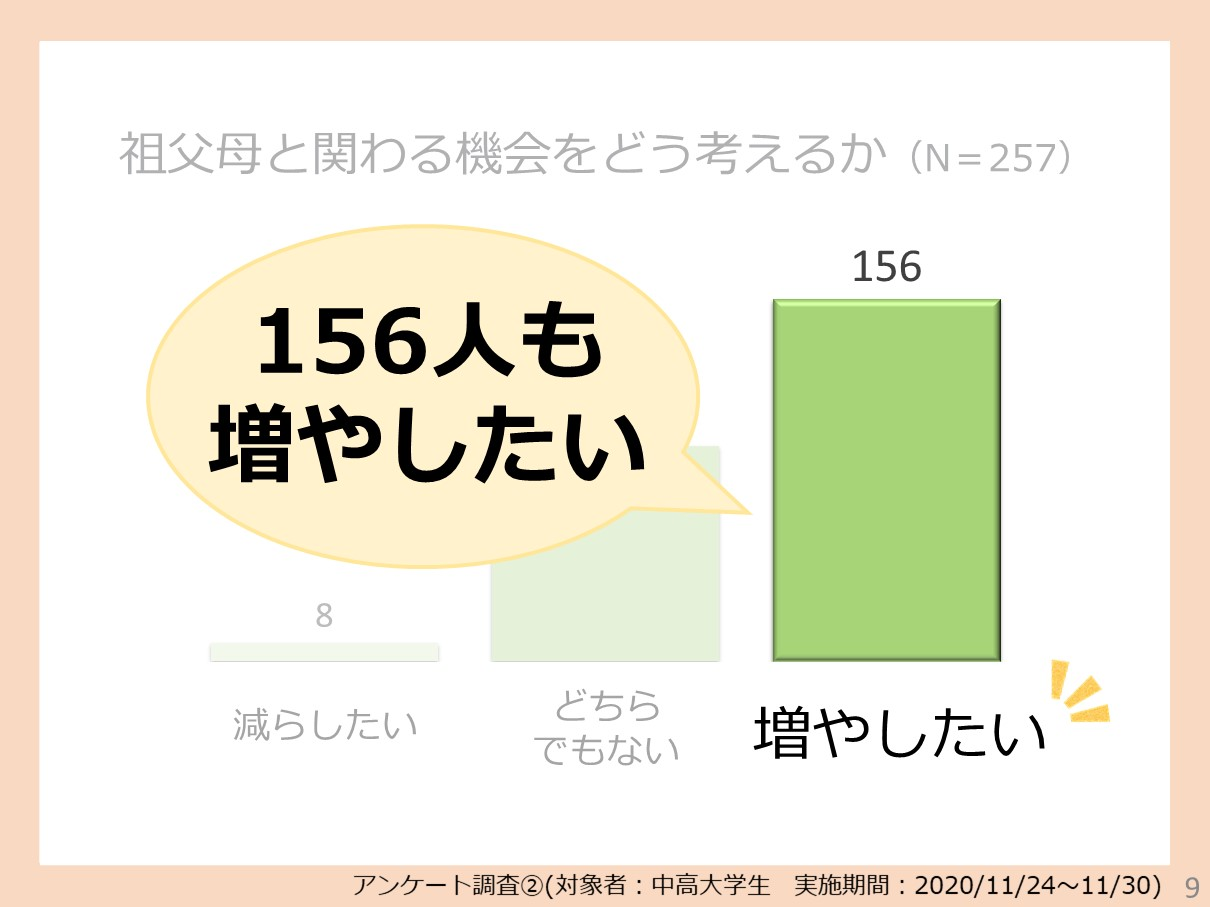 祖父母と関わる機会をどう考えるか（N＝257）
156人も
増やしたい
156
8
減らしたい
どちら
でもない
増やしたい
アンケート調査②(対象者：中高大学生　実施期間：2020/11/24～11/30)
9